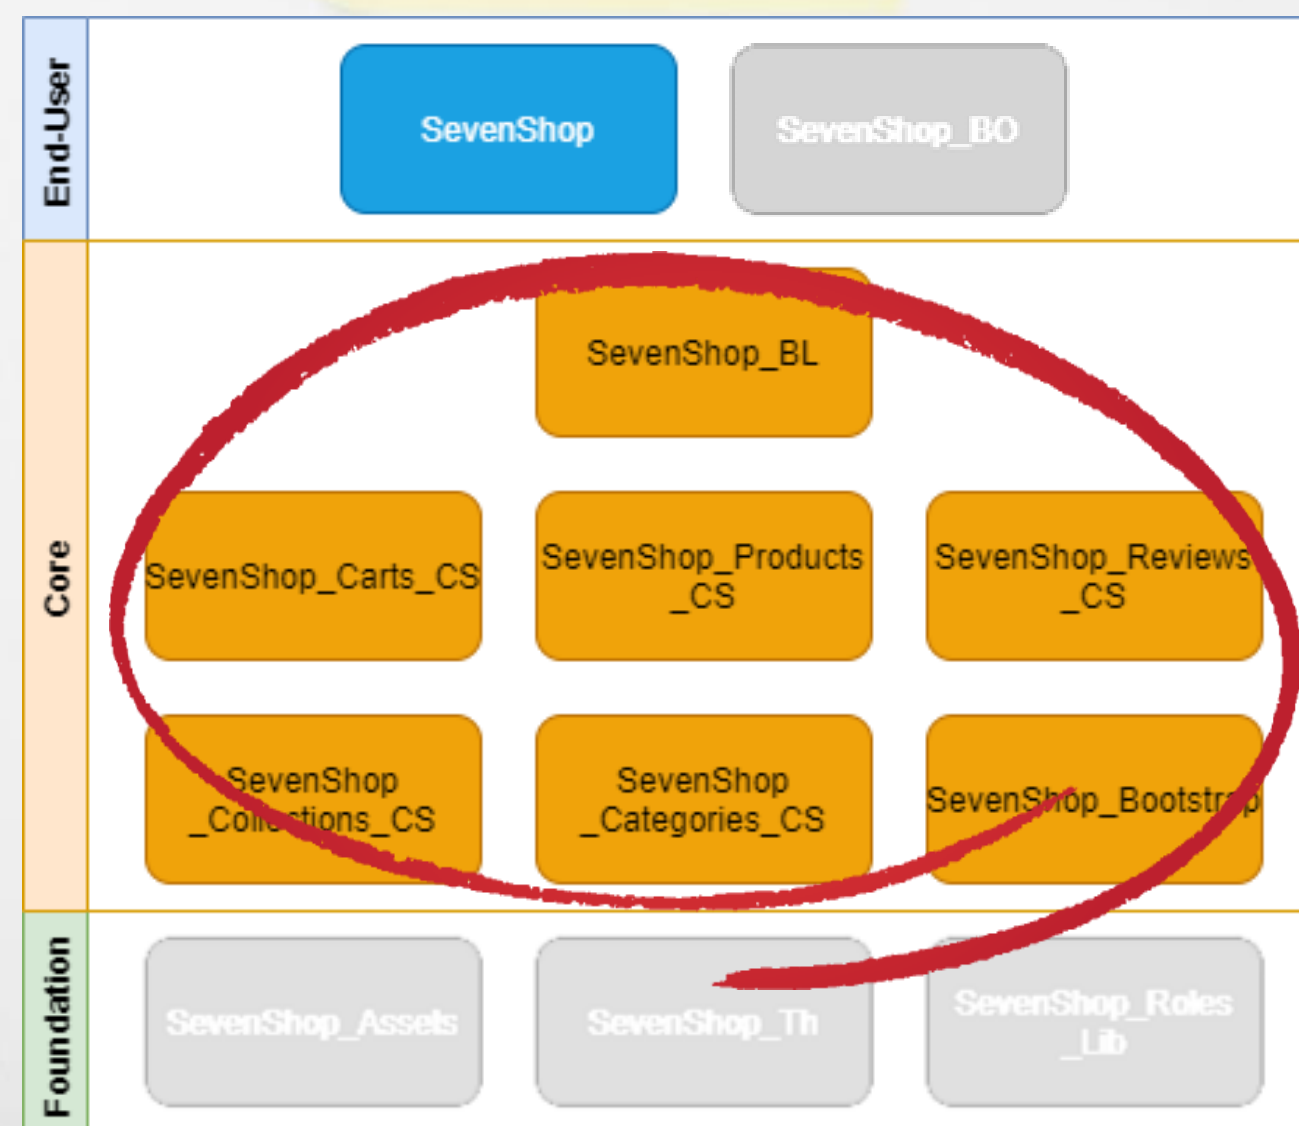 End-User
SevenShop
SevenShop_BO
Core
SevenShop_BL
SevenShop_Carts_CS
SevenShop_Products
_CS
SevenShop_Reviews
_CS
SevenShop
_Collections_CS
SevenShop
_Categories_CS
SevenShop_Bootstrap
Foundation
SevenShop_Assets
SevenShop_Th
SevenShop_Roles
_Lib